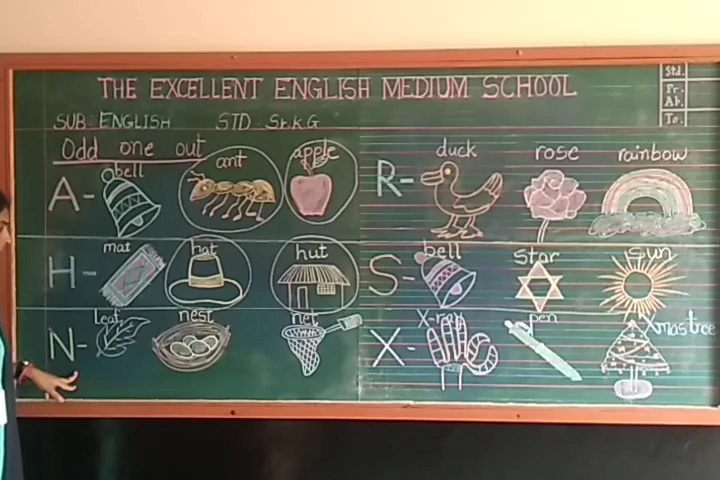 THE EXCELLENT ENGLISH MEDIUM SCHOOL
Std.
Pr.
Ab.
To.
SUB: ENGLISH STD - Sr.K.G
Odd one out
A- bell ant apple
R- duck rose rainbow
H- mat hat hut
S- bell star sun
N- leaf nest net
X- X-ray pen Xmas tree